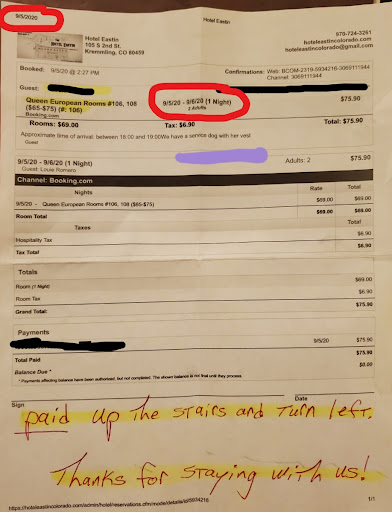 9/5/2020
Hotel Eastin
Hotel Eastin
105 S 2nd St.
Kremmling, CO 80459
970-724-3261
hoteleastincolorado.com
hoteleastincolorado@gmail.com
Booked: 9/5/20 @ 2:27 PM
Confirmations: Web: BCOM-2319-5934216-3069111944
Channel: 3069111944
Guest:
Queen European Rooms #106, 108
($65-$75) (#: 106)
Booking.com
9/5/20 - 9/6/20 (1 Night)
2 Adults
$75.90
Rooms: $69.00 Tax: $6.90 Total: $75.90
Approximate time of arrival: between 18:00 and 19:00We have a service dog with her vest
Guest
9/5/20 - 9/6/20 (1 Night) Adults: 2 $75.90
Guest: Louie Romero
Channel: Booking.com
Nights Rate Total
9/5/20 - Queen European Rooms #106, 108 ($65-$75) $69.00 $69.00
Room Total $69.00 $69.00
Taxes Total
Hospitality Tax $6.90
Tax Total $6.90
Totals
Room (1 Night) $69.00
Room Tax $6.90
Grand Total: $75.90
Payments
9/5/20 $75.90
Total Paid $75.90
Balance Due * $0.00
* Payments affecting balance have been authorized, but not completed. The shown balance is not final until they process.
Sign Date
paid up the stairs and turn left.
Thanks for staying with us!
https://hoteleastincolorado.com/admin/hotel/reservations.cfm/mode/details/id/5934216 1/1